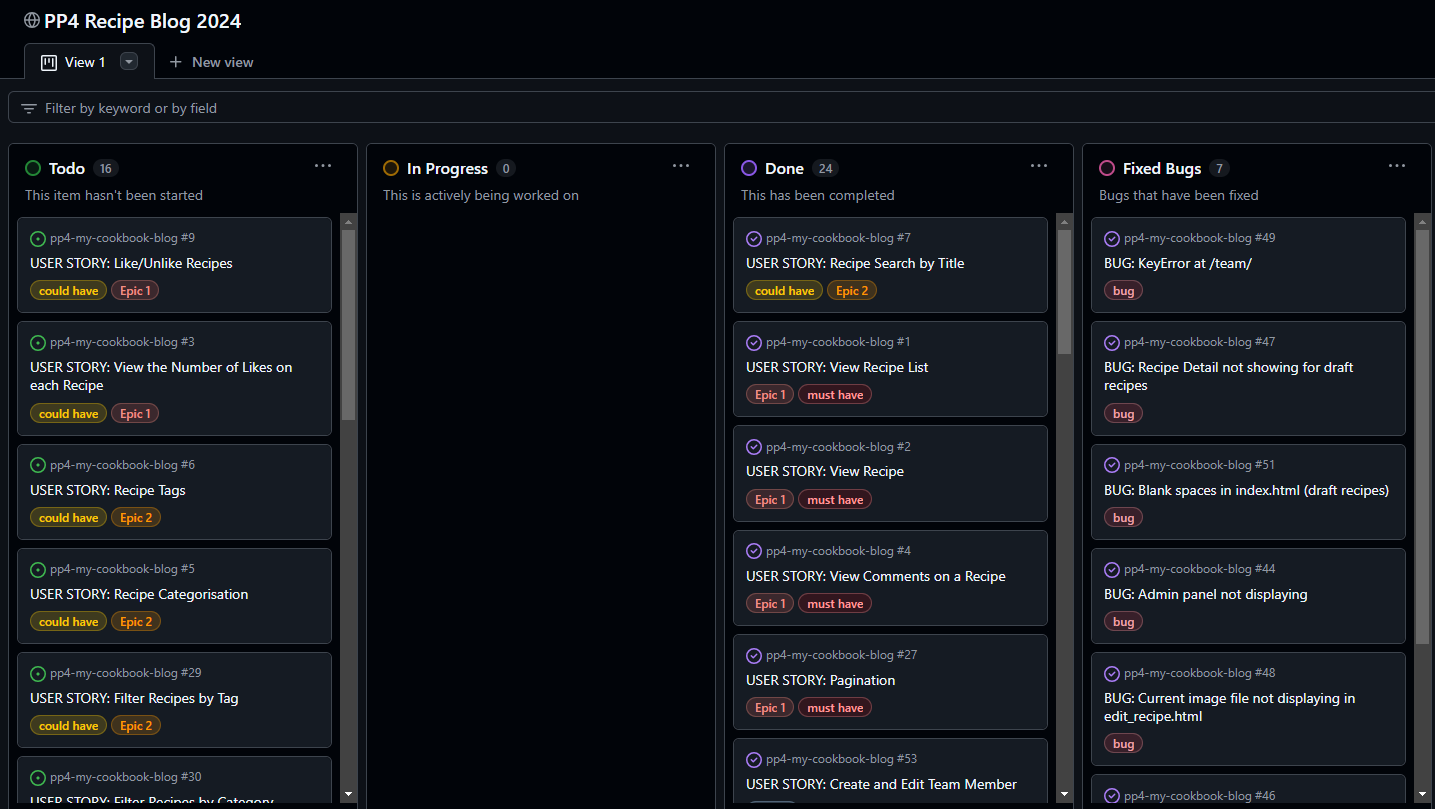 PP4 Recipe Blog 2024
View 1
New view
Filter by keyword or by field
Todo 16
This item hasn't been started
pp4-my-cookbook-blog #9
USER STORY: Like/Unlike Recipes
could have Epic 1
pp4-my-cookbook-blog #3
USER STORY: View the Number of Likes on
each Recipe
could have Epic 1
pp4-my-cookbook-blog #6
USER STORY: Recipe Tags
could have Epic 2
pp4-my-cookbook-blog #5
USER STORY: Recipe Categorisation
could have Epic 2
pp4-my-cookbook-blog #29
USER STORY: Filter Recipes by Tag
could have Epic 2
pp4-my-cookbook-blog #30
USER STORY: Filter Recipes by Category
In Progress 0
This is actively being worked on
Done 24
This has been completed
pp4-my-cookbook-blog #7
USER STORY: Recipe Search by Title
could have Epic 2
pp4-my-cookbook-blog #1
USER STORY: View Recipe List
Epic 1 must have
pp4-my-cookbook-blog #2
USER STORY: View Recipe
Epic 1 must have
pp4-my-cookbook-blog #4
USER STORY: View Comments on a Recipe
Epic 1 must have
pp4-my-cookbook-blog #27
USER STORY: Pagination
Epic 1 must have
pp4-my-cookbook-blog #53
USER STORY: Create and Edit Team Member
Fixed Bugs 7
Bugs that have been fixed
pp4-my-cookbook-blog #49
BUG: KeyError at /team/
bug
pp4-my-cookbook-blog #47
BUG: Recipe Detail not showing for draft
recipes
bug
pp4-my-cookbook-blog #51
BUG: Blank spaces in index.html (draft recipes)
bug
pp4-my-cookbook-blog #44
BUG: Admin panel not displaying
bug
pp4-my-cookbook-blog #48
BUG: Current image file not displaying in
edit_recipe.html
bug
pp4-my-cookbook-blog #46